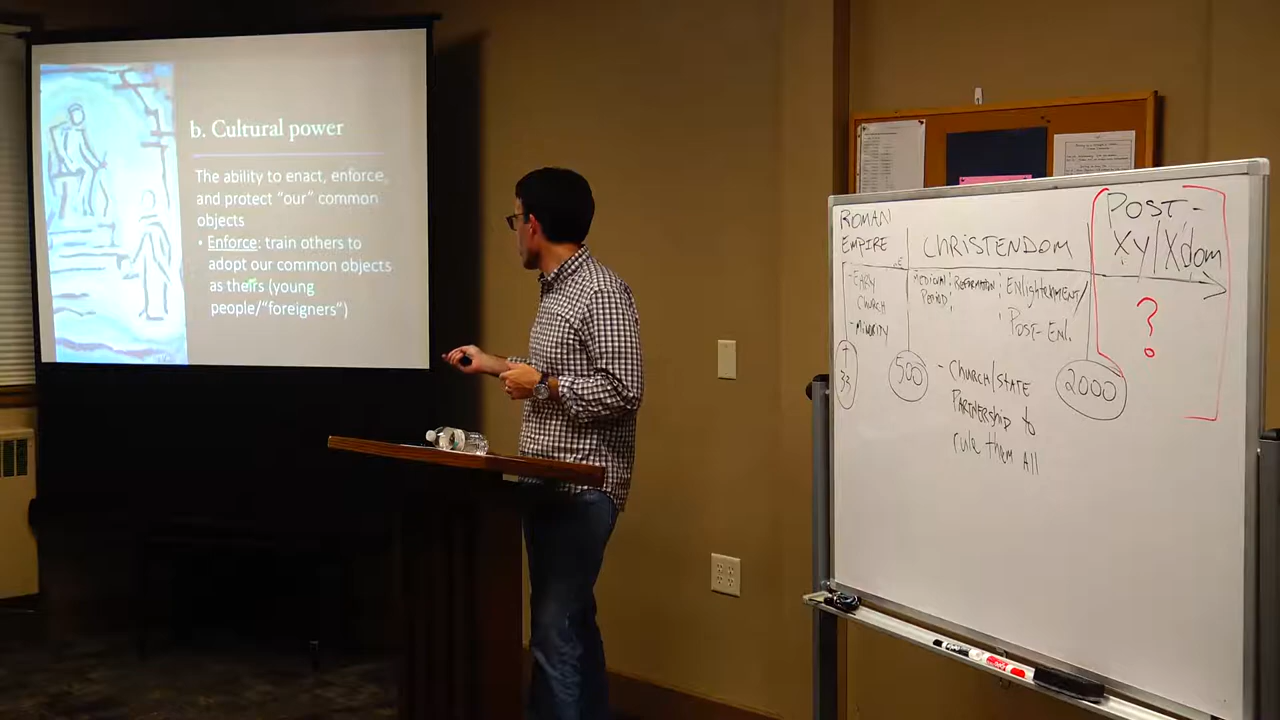 b. Cultural power
The ability to enact, enforce,
and protect "our" common
objects
• Enforce: train others to
adopt our common objects
as theirs (young
people/"foreigners")
ROMAN
EMPIRE
- EARLY
CHURCH
- MINORITY
33
CHRISTENDOM
MEDIEVAL
PERIOD
REFORMATION
ENLIGHTENMENT/
POST-ENL.
500
- CHURCH/STATE
PARTNERSHIP to
rule them All
2000
POST-
Xy/Xdom
?